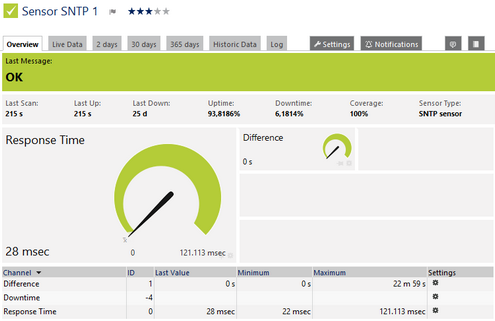 Sensor SNTP 1
Overview Live Data 2 days 30 days 365 days Historic Data Log Settings Notifications
Last Message:
OK
Last Scan: Last Up: Last Down: Uptime: Downtime: Coverage: Sensor Type:
215 s 215 s 25 d 93,8186% 6,1814% 100% SNTP sensor
Response Time
Difference
0 s
28 msec
0 121.113 msec
Channel ID Last Value Minimum Maximum Settings
Difference 1 0 s 0 s 22 m 59 s
Downtime -4
Response Time 0 28 msec 22 msec 121.113 msec